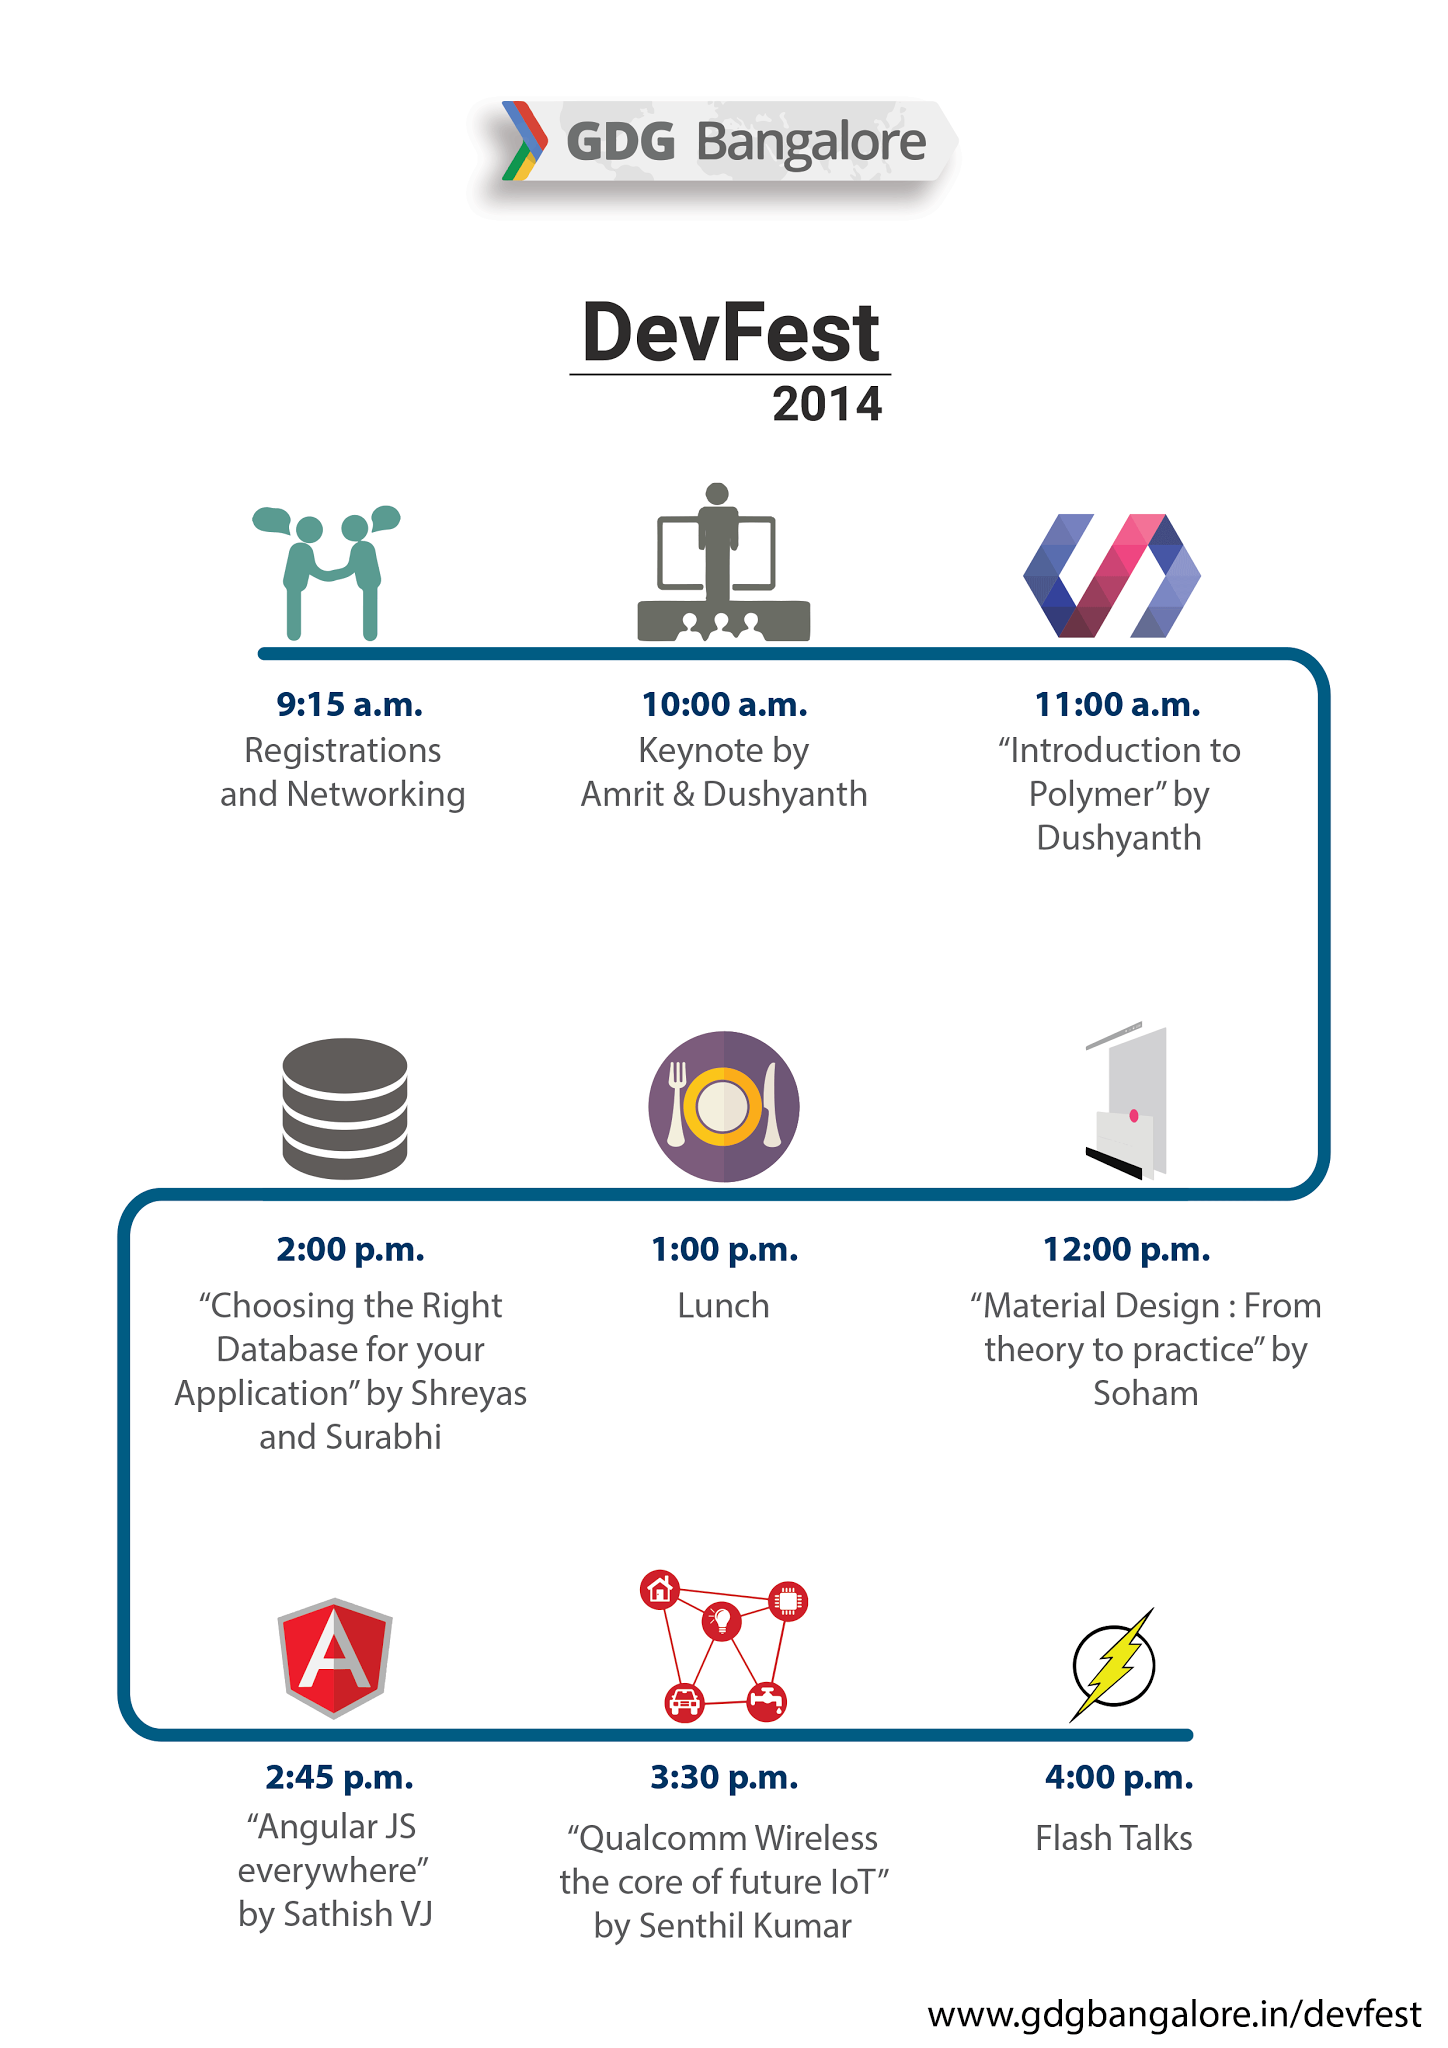 GDG Bangalore
DevFest
2014
9:15 a.m.
Registrations
and Networking
10:00 a.m.
Keynote by
Amrit & Dushyanth
11:00 a.m.
“Introduction to
Polymer” by
Dushyanth
12:00 p.m.
“Material Design : From
theory to practice” by
Soham
1:00 p.m.
Lunch
2:00 p.m.
“Choosing the Right
Database for your
Application” by Shreyas
and Surabhi
2:45 p.m.
“Angular JS
everywhere”
by Sathish VJ
3:30 p.m.
“Qualcomm Wireless
the core of future IoT”
by Senthil Kumar
4:00 p.m.
Flash Talks
www.gdgbangalore.in/devfest